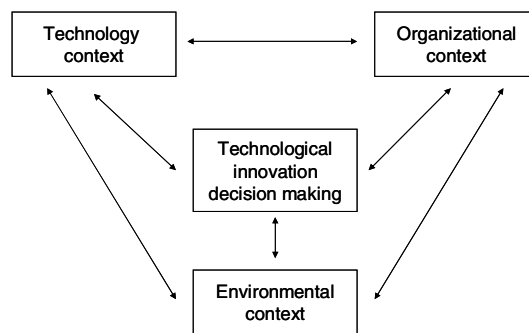 Technology
context
Organizational
context
Technological
innovation
decision making
Environmental
context